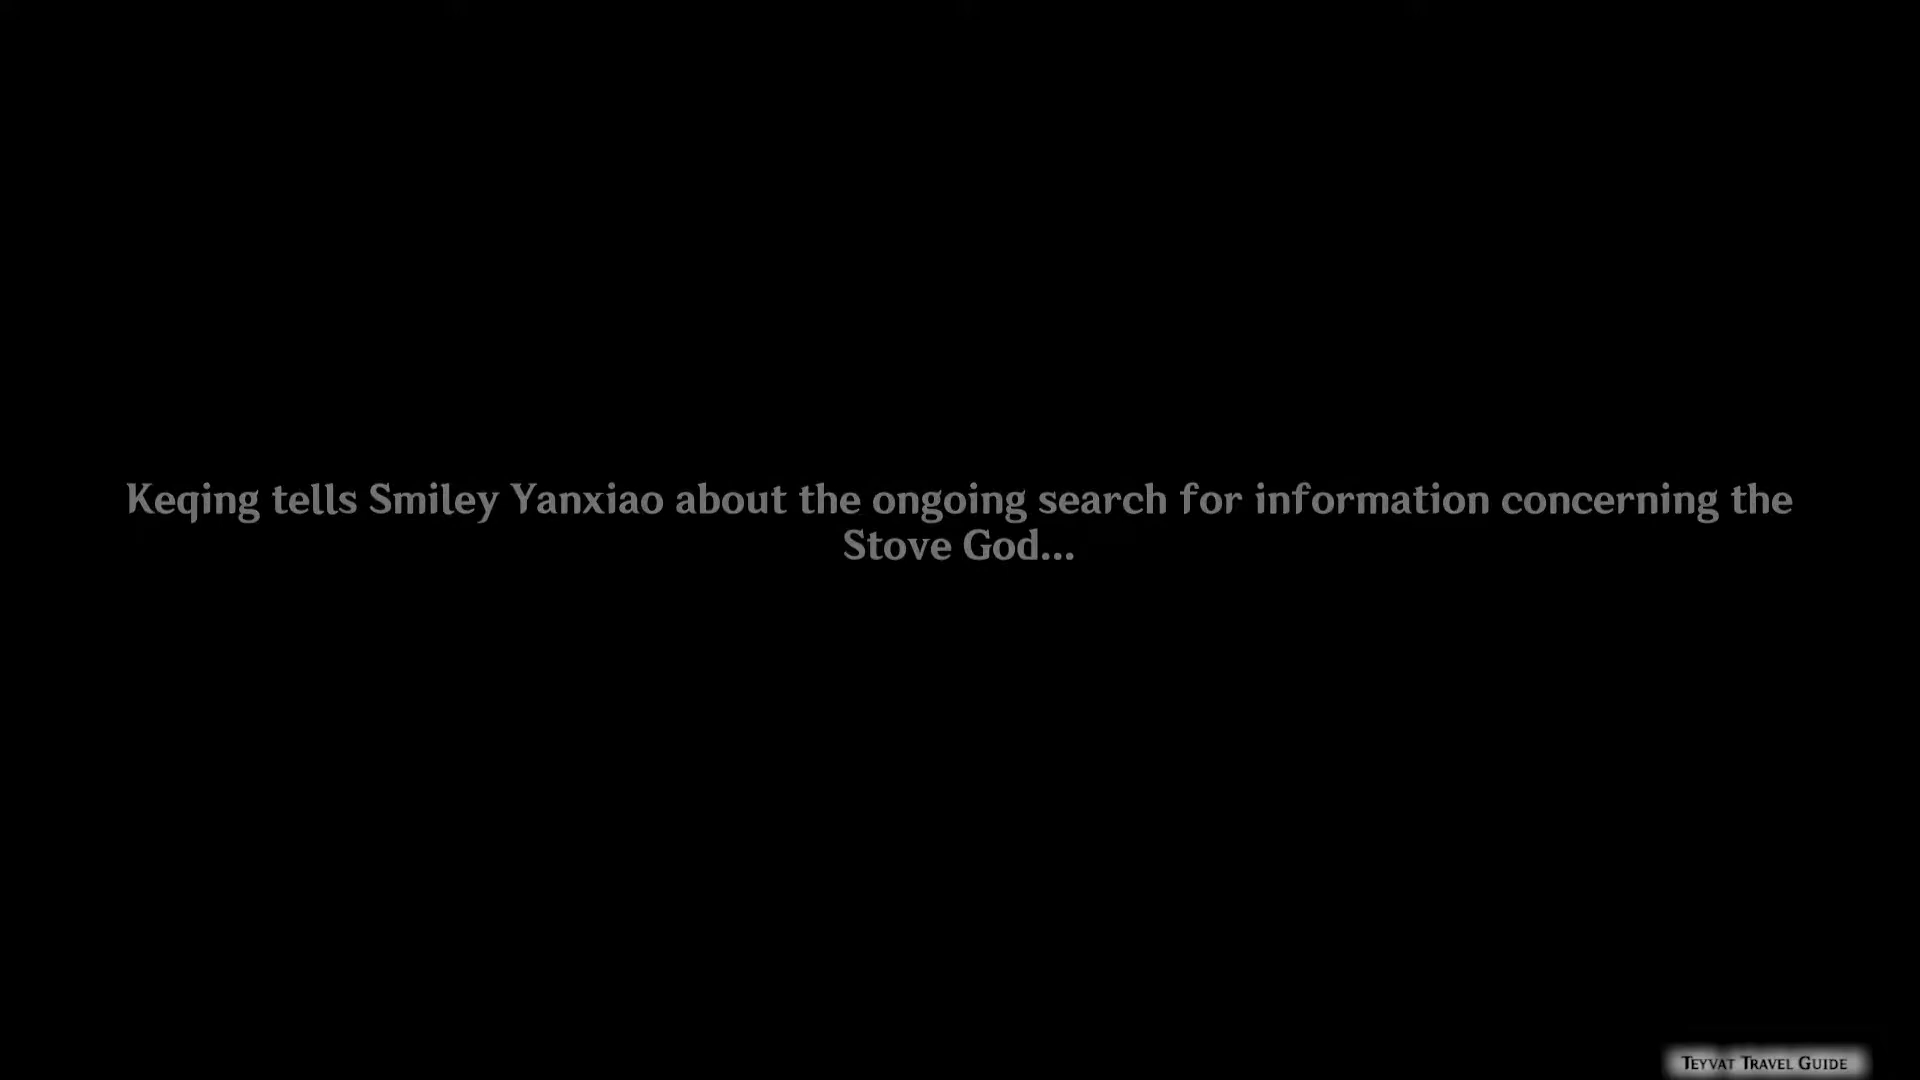 Keqing tells Smiley Yanxiao about the ongoing search for information concerning the
Stove God...
TEYVAT TRAVEL GUIDE